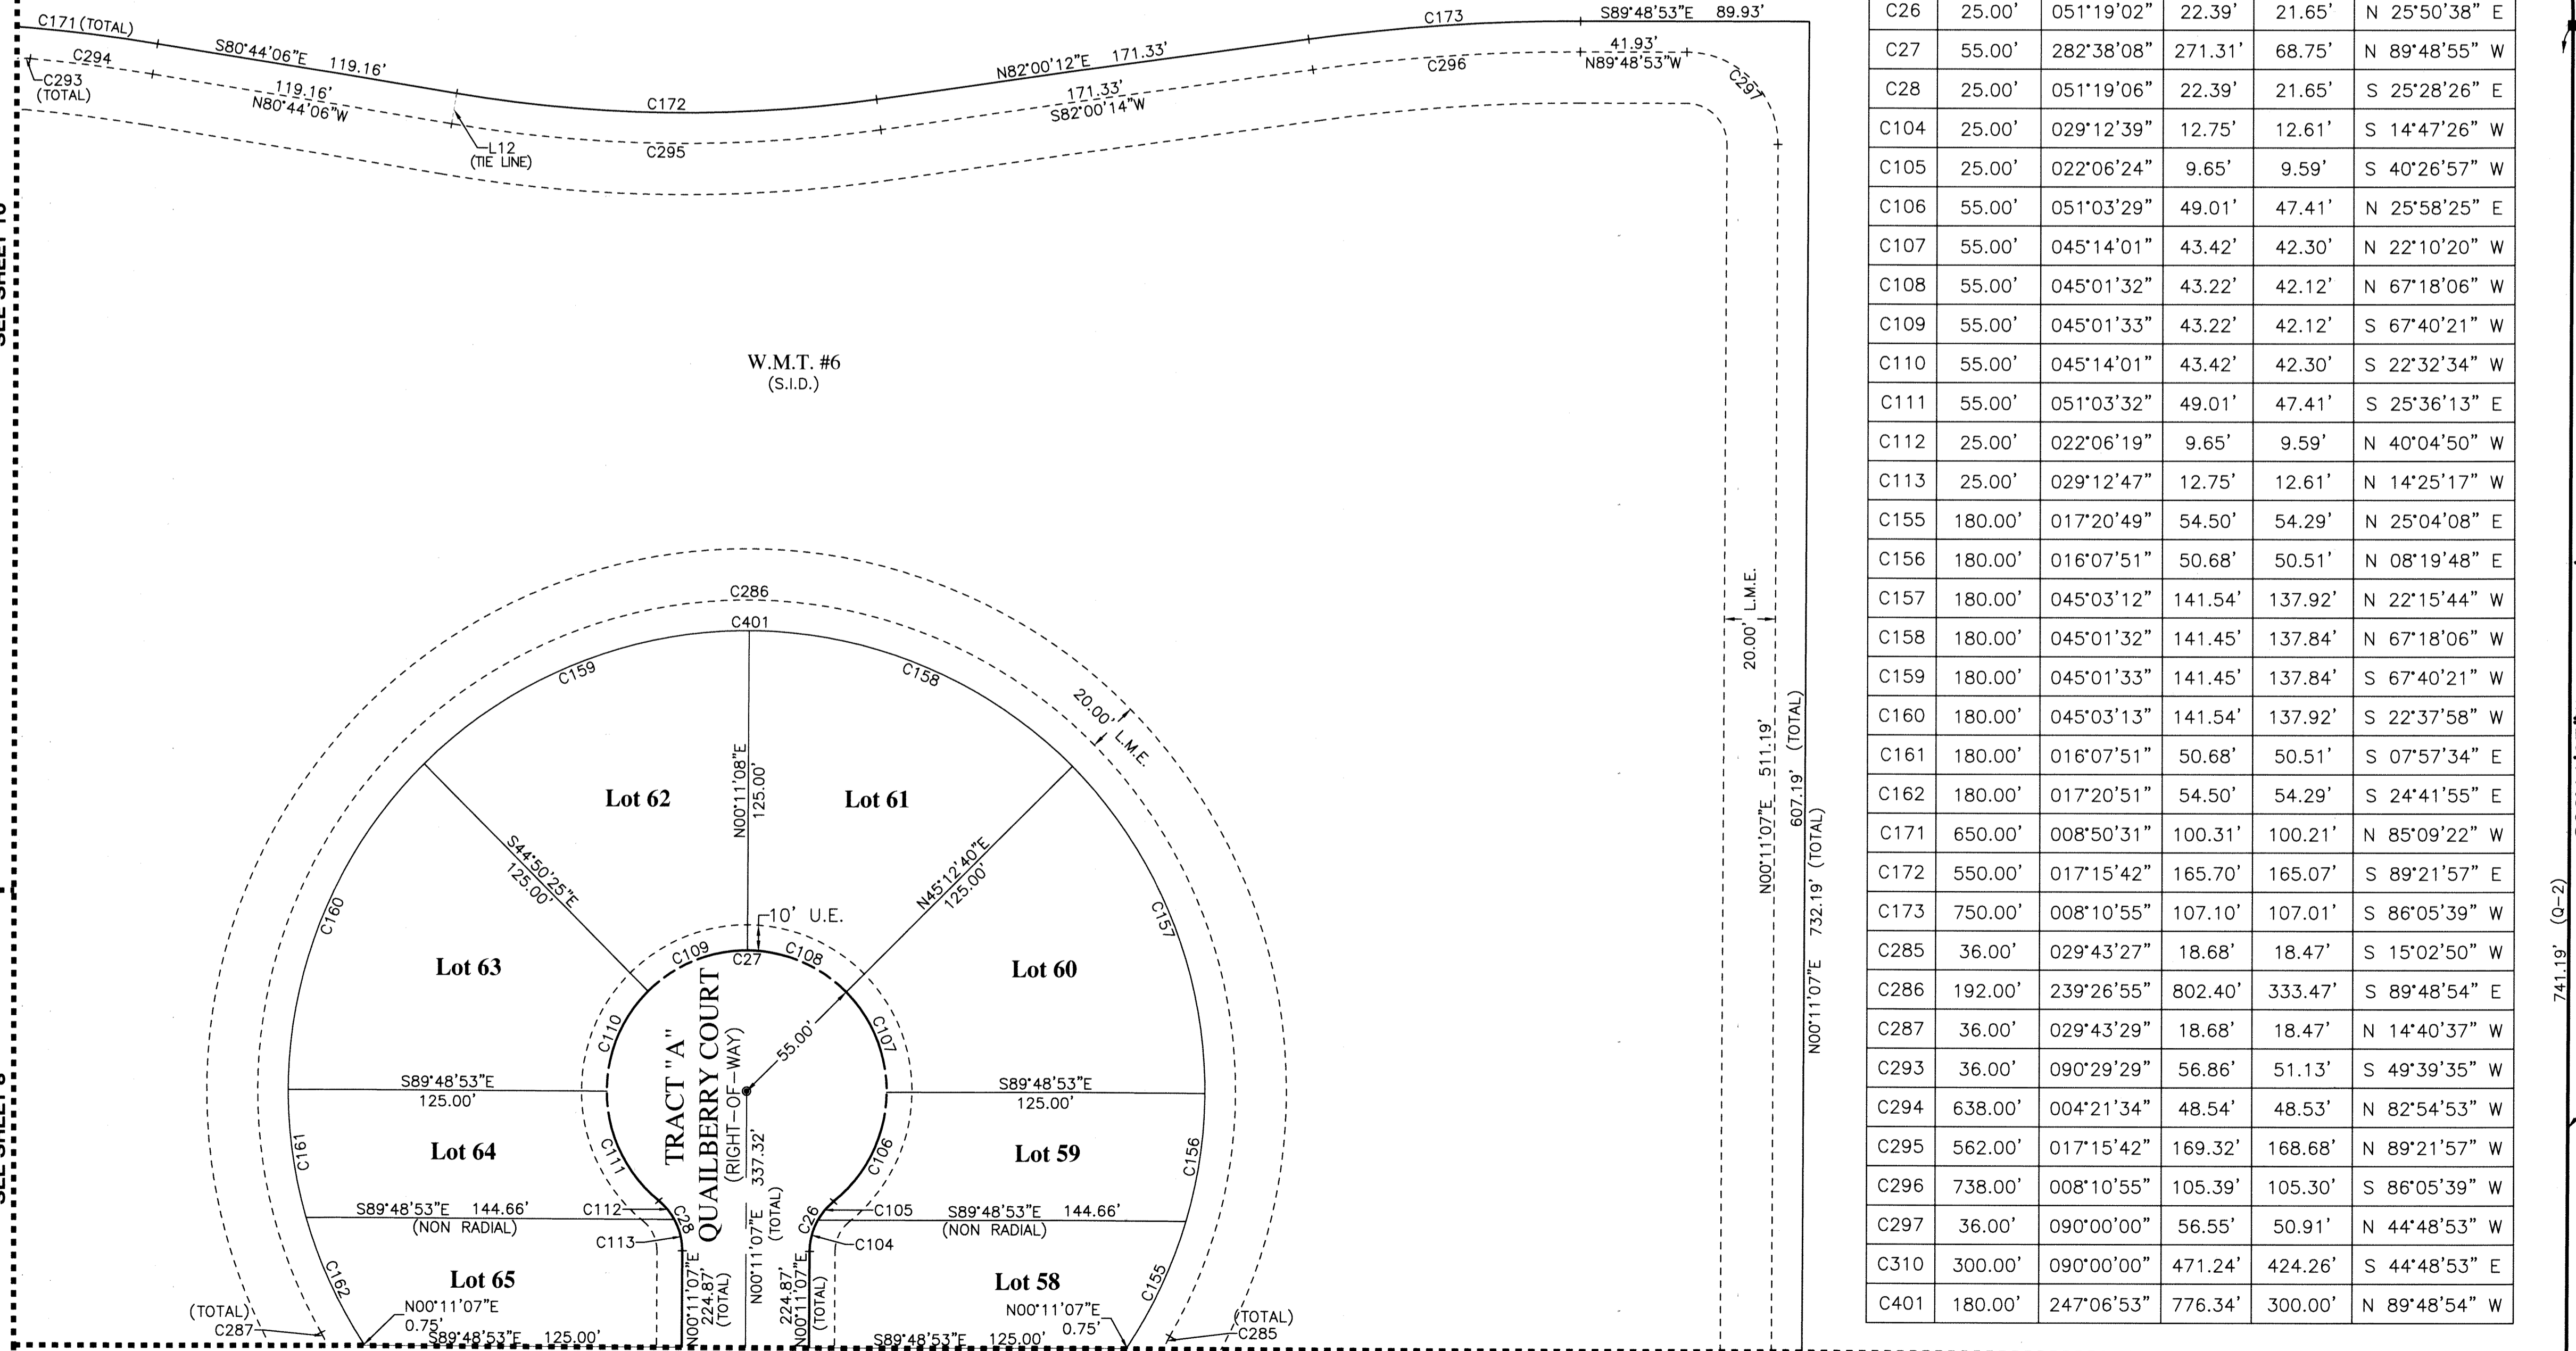 C171 (TOTAL)
S80°44'06"E 119.16'
C172
N82°00'12"E 171.33'
C173
S89°48'53"E 89.93'
C294
C293
(TOTAL)
119.16'
N80°44'06"W
L12
(TIE LINE)
C295
171.33'
S82°00'14"W
C296
41.93'
N89°48'53"W
C297
W.M.T. #6
(S.I.D.)
C286
C401
C159
C158
20.00'
L.M.E.
20.00' L.M.E.
N00°11'07"E 511.19'
607.19' (TOTAL)
N00°11'07"E 732.19' (TOTAL)
Lot 62
Lot 61
N00°11'08"E
125.00'
S44°50'25"E
125.00'
N45°12'40"E
125.00'
C160
C157
10' U.E.
C109
C27
C108
Lot 63
Lot 60
C110
C107
55.00'
TRACT "A"
QUAILBERRY COURT
(RIGHT-OF-WAY)
S89°48'53"E
125.00'
S89°48'53"E
125.00'
C161
C156
Lot 64
Lot 59
C111
C106
N00°11'07"E 337.32'
(TOTAL)
S89°48'53"E 144.66'
(NON RADIAL)
C112
C28
C113
C26
C105
C104
S89°48'53"E 144.66'
(NON RADIAL)
Lot 65
Lot 58
C162
C155
N00°11'07"E
224.87'
(TOTAL)
N00°11'07"E
224.87'
(TOTAL)
(TOTAL)
C287
N00°11'07"E
0.75'
S89°48'53"E 125.00'
N00°11'07"E
0.75'
S89°48'53"E 125.00'
(TOTAL)
C285
C26 25.00' 051°19'02" 22.39' 21.65' N 25°50'38" E
C27 55.00' 282°38'08" 271.31' 68.75' N 89°48'55" W
C28 25.00' 051°19'06" 22.39' 21.65' S 25°28'26" E
C104 25.00' 029°12'39" 12.75' 12.61' S 14°47'26" W
C105 25.00' 022°06'24" 9.65' 9.59' S 40°26'57" W
C106 55.00' 051°03'29" 49.01' 47.41' N 25°58'25" E
C107 55.00' 045°14'01" 43.42' 42.30' N 22°10'20" W
C108 55.00' 045°01'32" 43.22' 42.12' N 67°18'06" W
C109 55.00' 045°01'33" 43.22' 42.12' S 67°40'21" W
C110 55.00' 045°14'01" 43.42' 42.30' S 22°32'34" W
C111 55.00' 051°03'32" 49.01' 47.41' S 25°36'13" E
C112 25.00' 022°06'19" 9.65' 9.59' N 40°04'50" W
C113 25.00' 029°12'47" 12.75' 12.61' N 14°25'17" W
C155 180.00' 017°20'49" 54.50' 54.29' N 25°04'08" E
C156 180.00' 016°07'51" 50.68' 50.51' N 08°19'48" E
C157 180.00' 045°03'12" 141.54' 137.92' N 22°15'44" W
C158 180.00' 045°01'32" 141.45' 137.84' N 67°18'06" W
C159 180.00' 045°01'33" 141.45' 137.84' S 67°40'21" W
C160 180.00' 045°03'13" 141.54' 137.92' S 22°37'58" W
C161 180.00' 016°07'51" 50.68' 50.51' S 07°57'34" E
C162 180.00' 017°20'51" 54.50' 54.29' S 24°41'55" E
C171 650.00' 008°50'31" 100.31' 100.21' N 85°09'22" W
C172 550.00' 017°15'42" 165.70' 165.07' S 89°21'57" E
C173 750.00' 008°10'55" 107.10' 107.01' S 86°05'39" W
C285 36.00' 029°43'27" 18.68' 18.47' S 15°02'50" W
C286 192.00' 239°26'55" 802.40' 333.47' S 89°48'54" E
C287 36.00' 029°43'29" 18.68' 18.47' N 14°40'37" W
C293 36.00' 090°29'29" 56.86' 51.13' S 49°39'35" W
C294 638.00' 004°21'34" 48.54' 48.53' N 82°54'53" W
C295 562.00' 017°15'42" 169.32' 168.68' N 89°21'57" W
C296 738.00' 008°10'55" 105.39' 105.30' S 86°05'39" W
C297 36.00' 090°00'00" 56.55' 50.91' N 44°48'53" W
C310 300.00' 090°00'00" 471.24' 424.26' S 44°48'53" E
C401 180.00' 247°06'53" 776.34' 300.00' N 89°48'54" W
741.19' (Q-2)